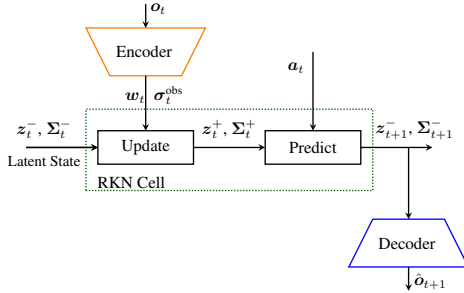 o_t
Encoder
w_t σ_t^obs
a_t
z_t^-, Σ_t^- z_t^+, Σ_t^+ z_{t+1}^-, Σ_{t+1}^-
Update Predict
Latent State
RKN Cell
Decoder
ô_{t+1}